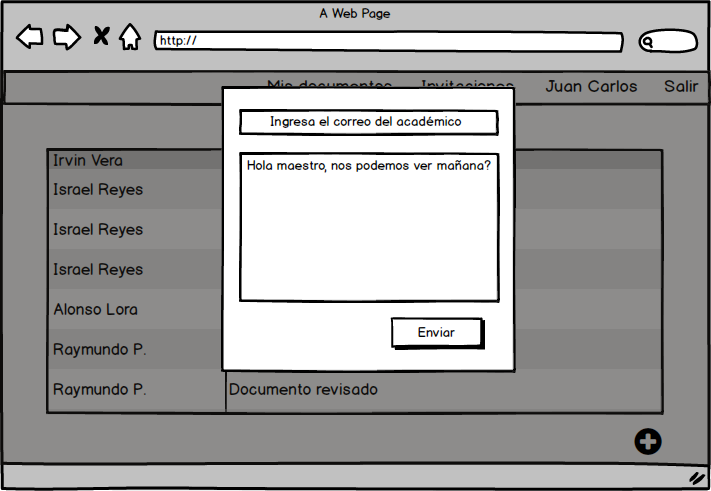 A Web Page
http://
Mis documentos Invitaciones Juan Carlos Salir
Ingresa el correo del académico
Hola maestro, nos podemos ver mañana?
Enviar
Irvin Vera
Israel Reyes
Israel Reyes
Israel Reyes
Alonso Lora
Raymundo P.
Raymundo P. Documento revisado